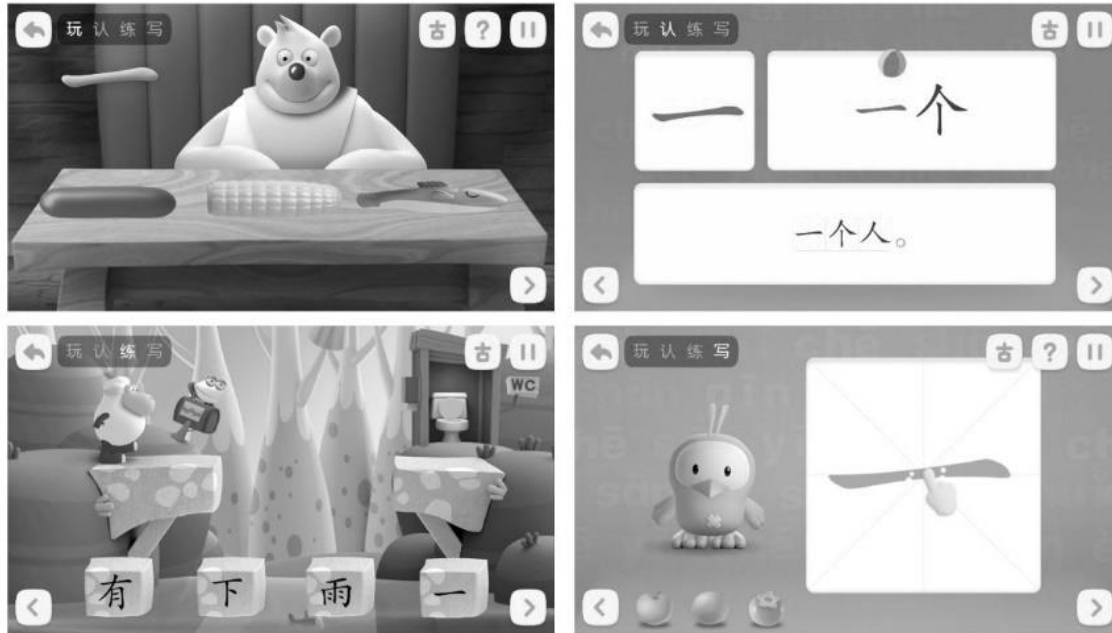 玩 认 练 写
古 ?
玩 认 练 写
古
一
一个
一个人。
玩 认 练 写
古
WC
有 下 雨 一
玩 认 练 写
古 ?